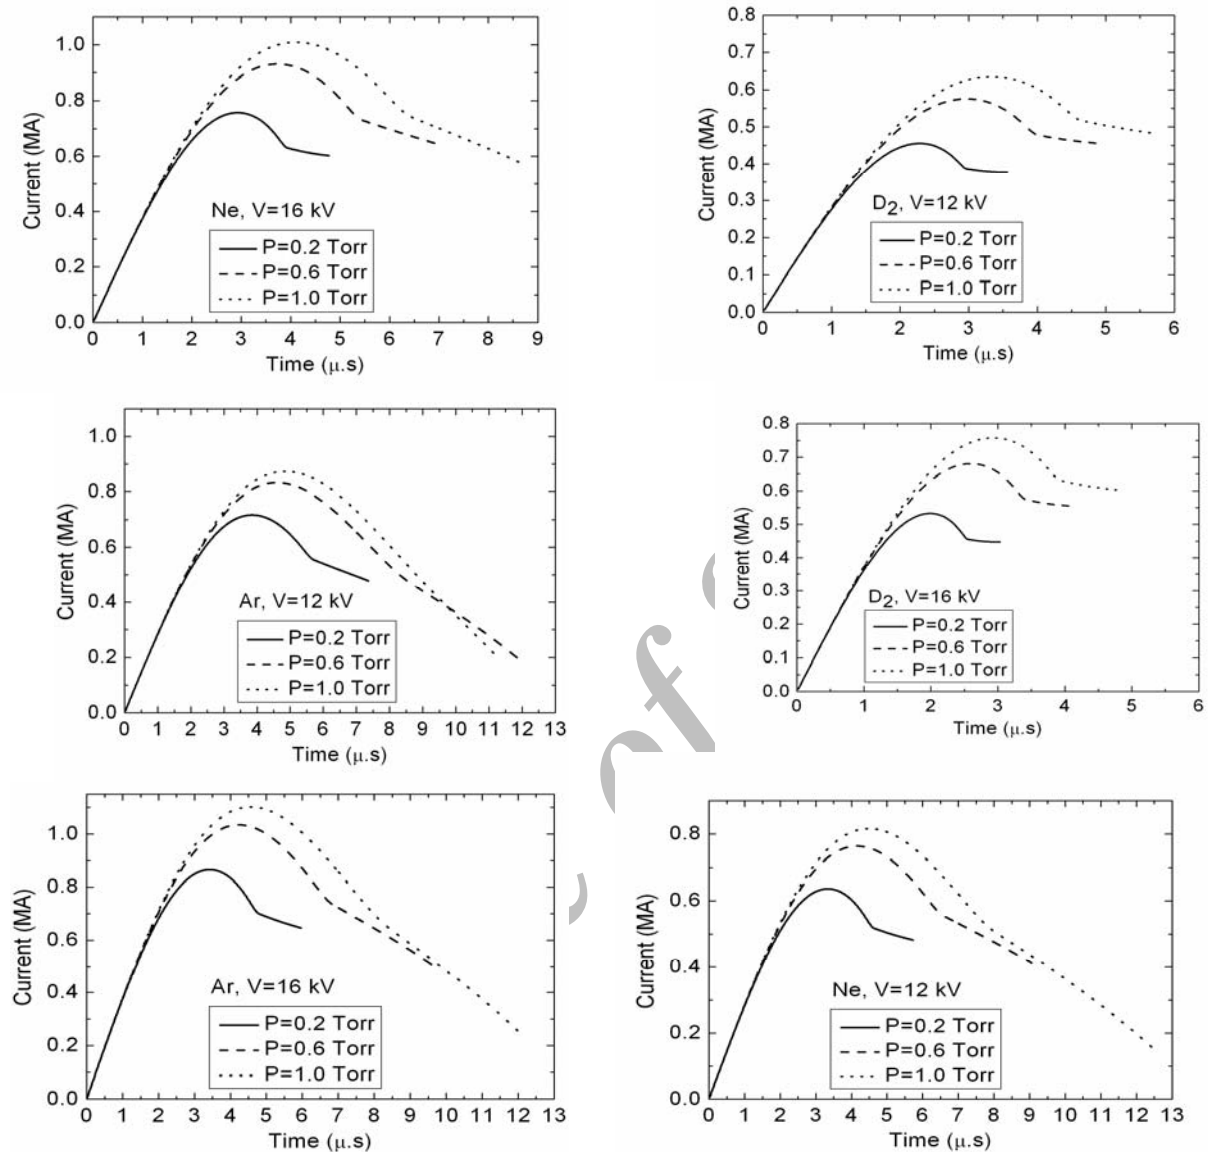 1.0
0.8
0.6
0.4
0.2
0.0
Current (MA)
Ne, V=16 kV
P=0.2 Torr
P=0.6 Torr
P=1.0 Torr
0 1 2 3 4 5 6 7 8 9
Time (μ.s)
0.8
0.7
0.6
0.5
0.4
0.3
0.2
0.1
0.0
Current (MA)
D2, V=12 kV
P=0.2 Torr
P=0.6 Torr
P=1.0 Torr
0 1 2 3 4 5 6
Time (μ.s)
1.0
0.8
0.6
0.4
0.2
0.0
Current (MA)
Ar, V=12 kV
P=0.2 Torr
P=0.6 Torr
P=1.0 Torr
0 1 2 3 4 5 6 7 8 9 10 11 12 13
Time (μ.s)
0.8
0.7
0.6
0.5
0.4
0.3
0.2
0.1
0.0
Current (MA)
D2, V=16 kV
P=0.2 Torr
P=0.6 Torr
P=1.0 Torr
0 1 2 3 4 5 6
Time (μ.s)
1.0
0.8
0.6
0.4
0.2
0.0
Current (MA)
Ar, V=16 kV
P=0.2 Torr
P=0.6 Torr
P=1.0 Torr
0 1 2 3 4 5 6 7 8 9 10 11 12 13
Time (μ.s)
0.8
0.6
0.4
0.2
0.0
Current (MA)
Ne, V=12 kV
P=0.2 Torr
P=0.6 Torr
P=1.0 Torr
0 1 2 3 4 5 6 7 8 9 10 11 12 13
Time (μ.s)
of